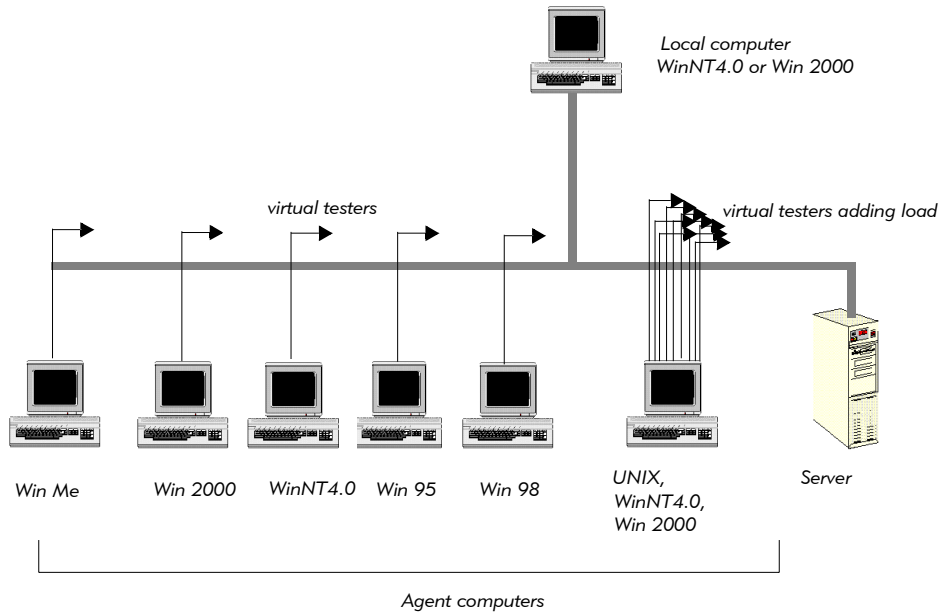 Local computer
WinNT4.0 or Win 2000
virtual testers
virtual testers adding load
Win Me
Win 2000
WinNT4.0
Win 95
Win 98
UNIX,
WinNT4.0,
Win 2000
Server
Agent computers